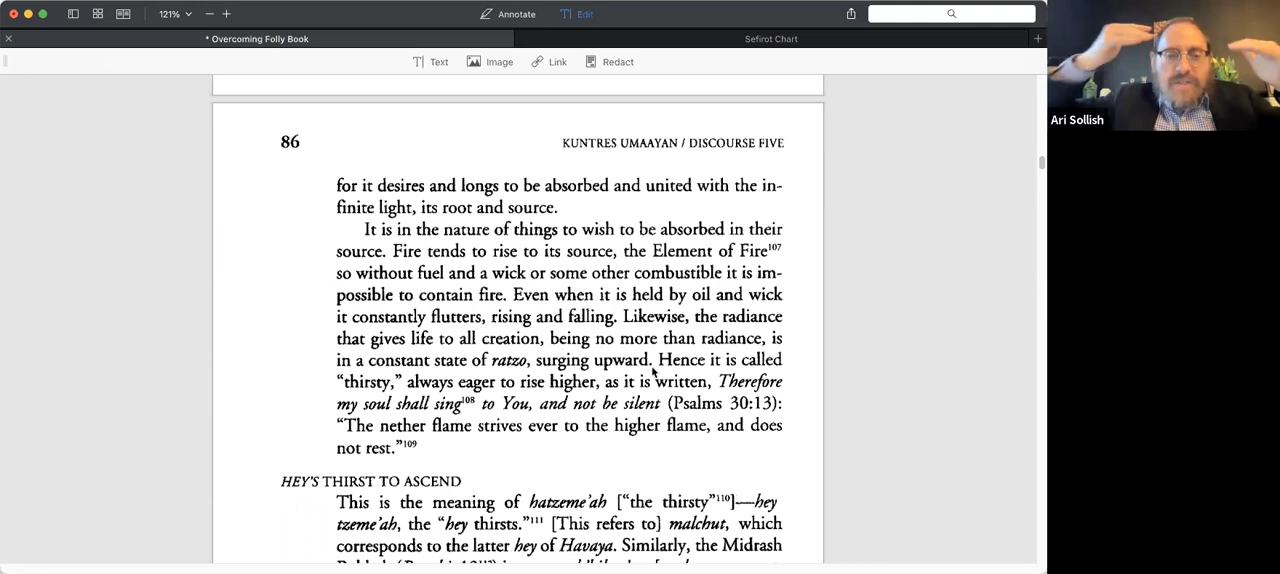 121%
Annotate
Edit
* Overcoming Folly Book
Sefirot Chart
Text
Image
Link
Redact
Ari Sollish
86
KUNTRES UMAAYAN / DISCOURSE FIVE
for it desires and longs to be absorbed and united with the in-
finite light, its root and source.
It is in the nature of things to wish to be absorbed in their
source. Fire tends to rise to its source, the Element of Fire107
so without fuel and a wick or some other combustible it is im-
possible to contain fire. Even when it is held by oil and wick
it constantly flutters, rising and falling. Likewise, the radiance
that gives life to all creation, being no more than radiance, is
in a constant state of ratzo, surging upward. Hence it is called
“thirsty,” always eager to rise higher, as it is written, Therefore
my soul shall sing108 to You, and not be silent (Psalms 30:13):
“The nether flame strives ever to the higher flame, and does
not rest.”109
HEY'S THIRST TO ASCEND
This is the meaning of hatzeme'ah [“the thirsty”110]—hey
tzeme'ah, the “hey thirsts.”111 [This refers to] malchut, which
corresponds to the latter hey of Havaya. Similarly, the Midrash